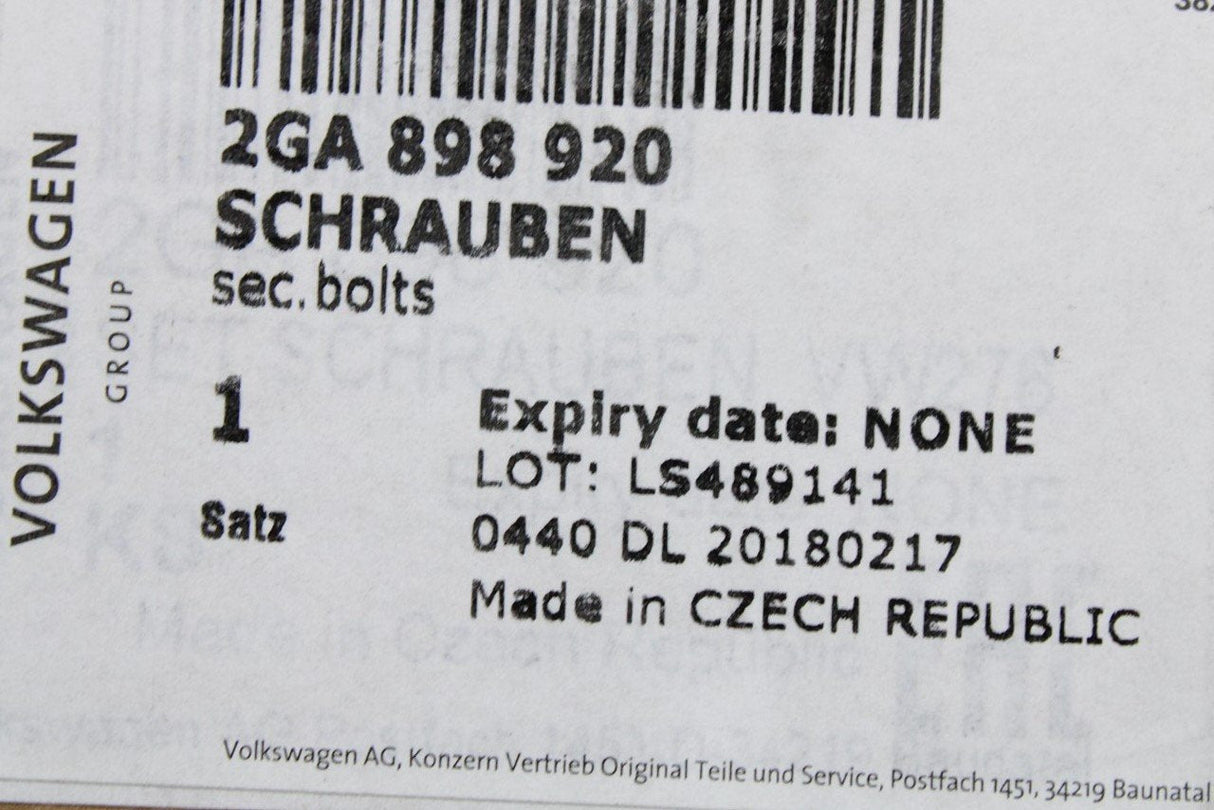 2GA 898 920
SCHRAUBEN
sec.bolts
VOLKSWAGEN
GROUP
1
Satz
Expiry date: NONE
LOT: LS489141
0440 DL 20180217
Made in CZECH REPUBLIC
Volkswagen AG, Konzern Vertrieb Original Teile und Service, Postfach 1451, 34219 Baunatal